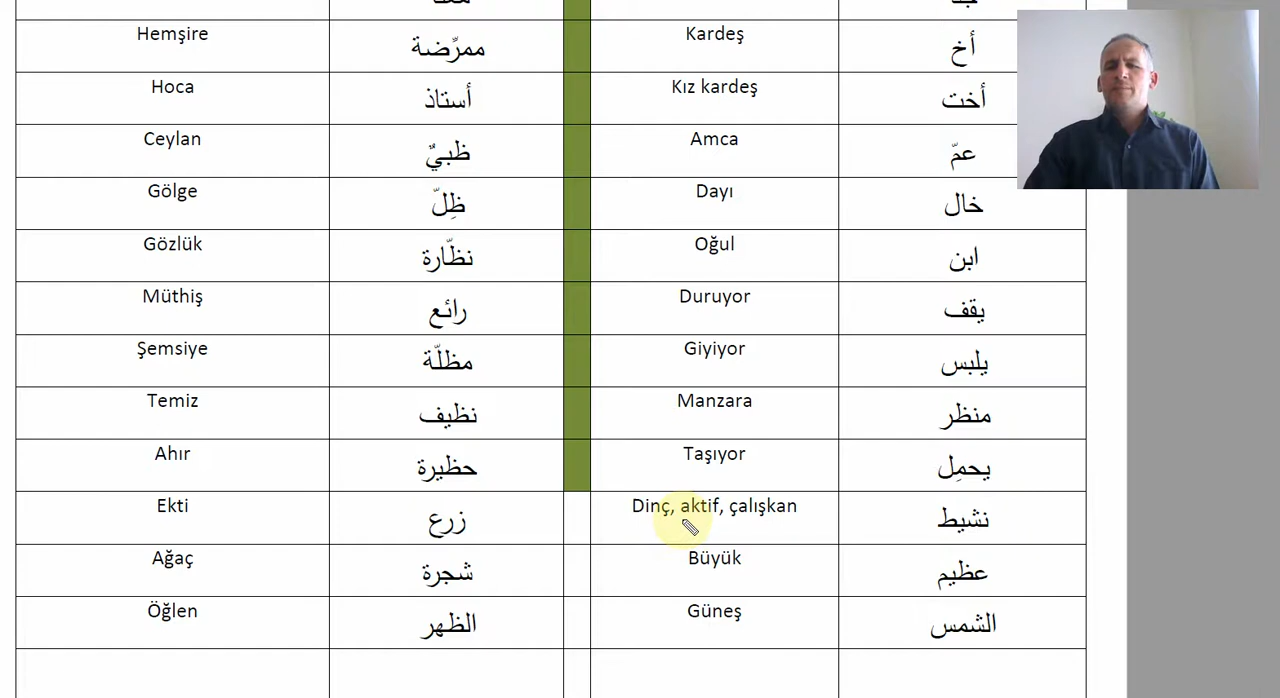 Hemşire ممرِّضة Kardeş أخ
Hoca أستاذ Kız kardeş أخت
Ceylan ظبيٌ Amca عمّ
Gölge ظِلّ Dayı خال
Gözlük نظّارة Oğul ابن
Müthiş رائع Duruyor يقف
Şemsiye مظلّة Giyiyor يلبس
Temiz نظيف Manzara منظر
Ahır حظيرة Taşıyor يحمِل
Ekti زرع Dinç, aktif, çalışkan نشيط
Ağaç شجرة Büyük عظيم
Öğlen الظهر Güneş الشمس